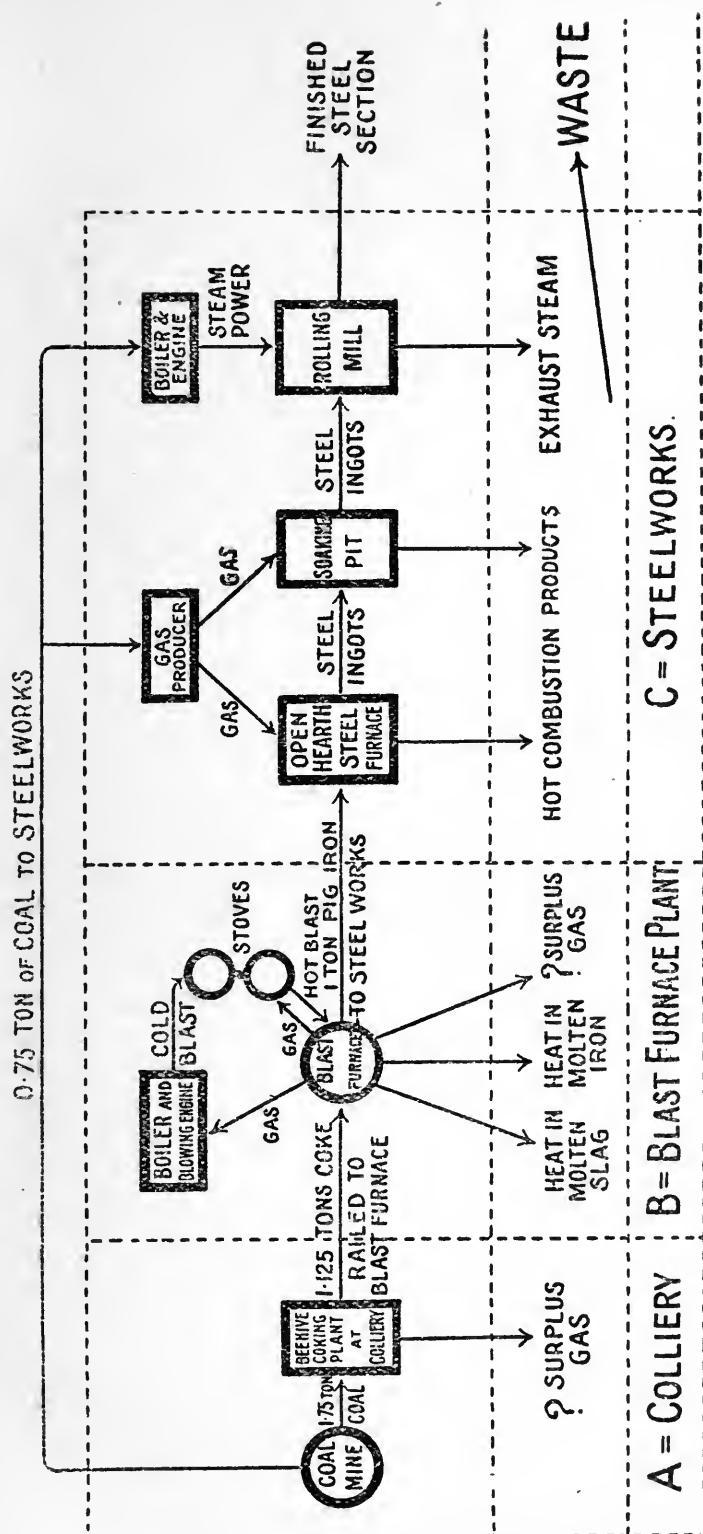 0·75 TON OF COAL TO STEELWORKS
COAL
MINE
1·75 TON
COAL
BEEHIVE
COKING
PLANT
AT
COLLIERY
1·125 TONS COKE
RAILED TO
BLAST FURNACE
BOILER AND
BLOWING ENGINE
COLD
BLAST
STOVES
GAS
GAS
HOT BLAST
BLAST
FURNACE
1 TON PIG IRON
TO STEEL WORKS
GAS
PRODUCER
GAS
GAS
OPEN
HEARTH
STEEL
FURNACE
STEEL
INGOTS
SOAKING
PIT
STEEL
INGOTS
BOILER &
ENGINE
STEAM
POWER
ROLLING
MILL
FINISHED
STEEL
SECTION
? SURPLUS
GAS
HEAT IN
MOLTEN
SLAG
HEAT IN
MOLTEN
IRON
? SURPLUS
GAS
HOT COMBUSTION PRODUCTS
EXHAUST STEAM
WASTE
A = COLLIERY
B = BLAST FURNACE PLANT
C = STEELWORKS.